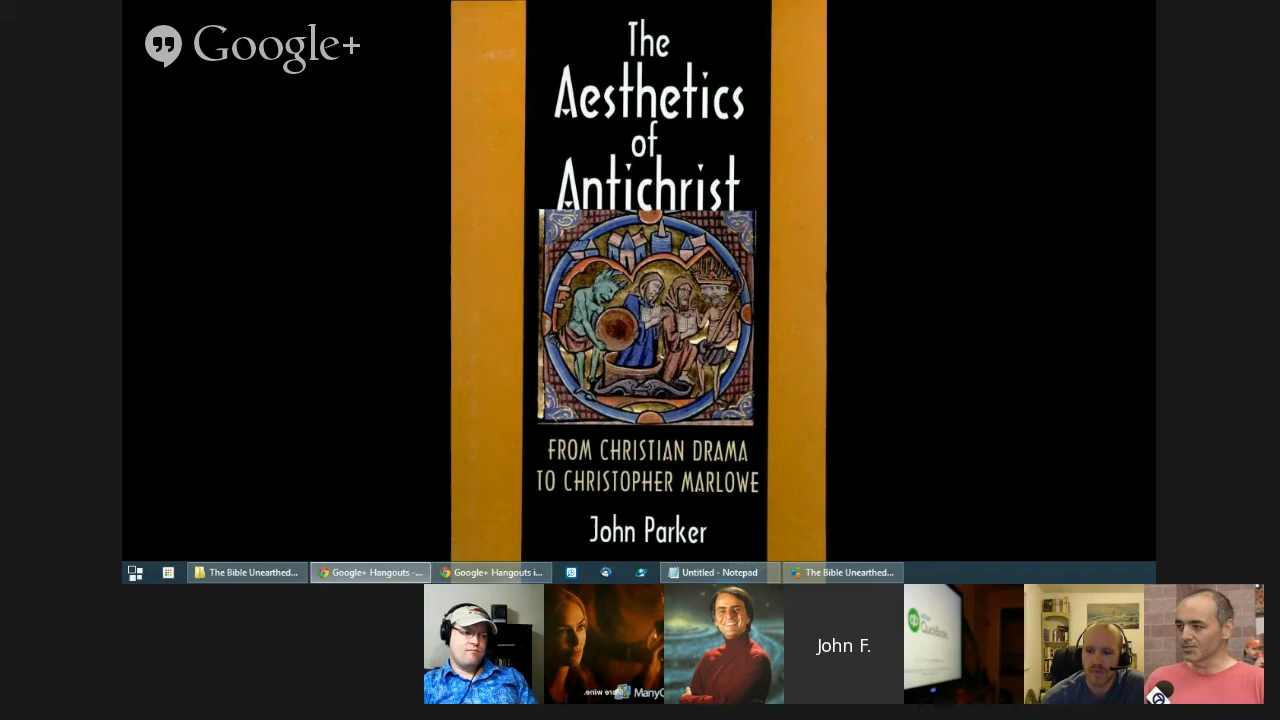 Google+
The
Aesthetics
of
Antichrist
FROM CHRISTIAN DRAMA
TO CHRISTOPHER MARLOWE
John Parker
The Bible Unearthed...
Google+ Hangouts -...
Google+ Hangouts i...
Untitled - Notepad
The Bible Unearthed...
John F.